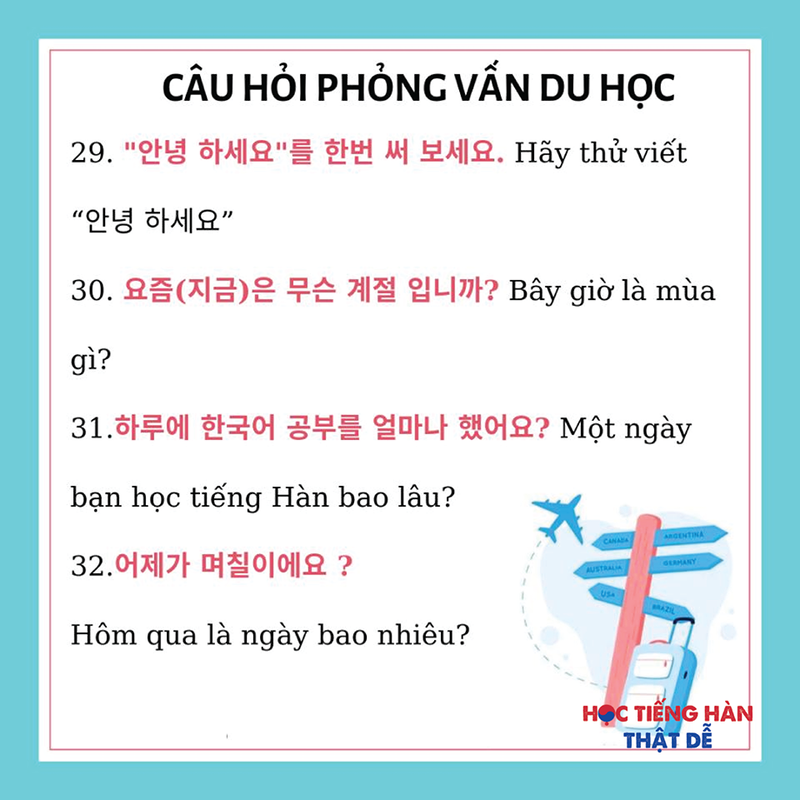 CÂU HỎI PHỎNG VẤN DU HỌC
29. "안녕 하세요"를 한번 써 보세요. Hãy thử viết
“안녕 하세요”
30. 요즘(지금)은 무슨 계절 입니까? Bây giờ là mùa
gì?
31.하루에 한국어 공부를 얼마나 했어요? Một ngày
bạn học tiếng Hàn bao lâu?
32.어제가 며칠이에요 ?
Hôm qua là ngày bao nhiêu?
CANADA
ARGENTINA
AUSTRALIA
GERMANY
USA
BRAZIL
HỌC TIẾNG HÀN
THẬT DỄ